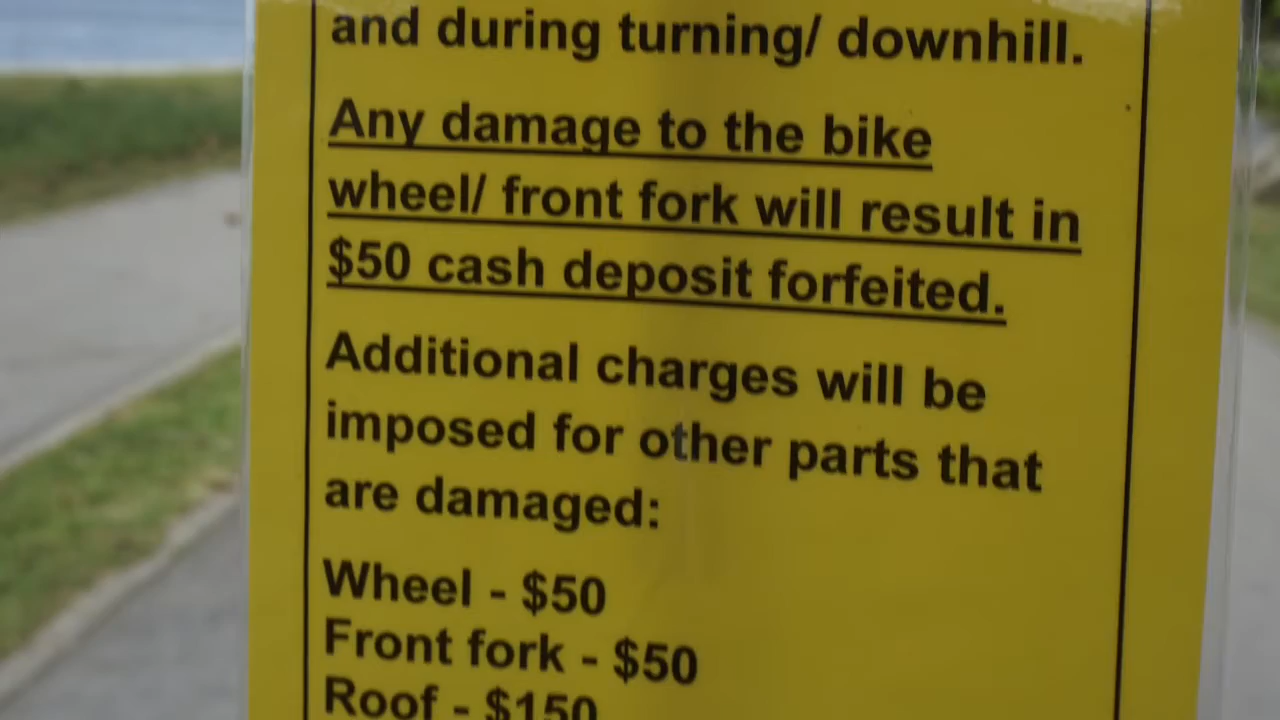 and during turning/ downhill.
Any damage to the bike
wheel/ front fork will result in
$50 cash deposit forfeited.
Additional charges will be
imposed for other parts that
are damaged:
Wheel - $50
Front fork - $50
Roof - $150